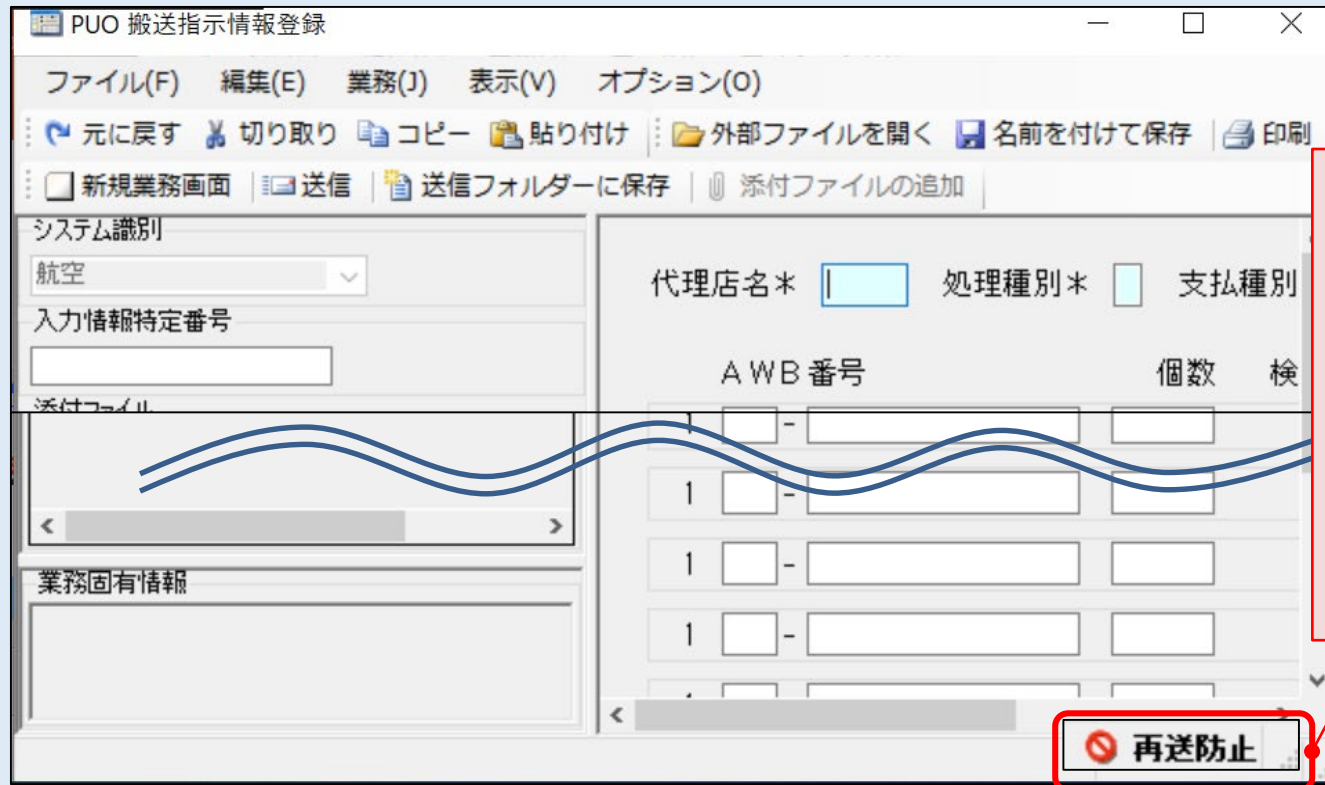 PUO 搬送指示情報登録
ファイル(F) 編集(E) 業務(J) 表示(V) オプション(O)
元に戻す 切り取り コピー 貼り付け 外部ファイルを開く 名前を付けて保存 印刷
新規業務画面 送信 送信フォルダーに保存 添付ファイルの追加
システム識別
航空
入力情報特定番号
添付ファイル
業務固有情報
代理店名* 処理種別* 支払種別
AWB番号 個数 検
1 -
1 -
1 -
1 -
再送防止